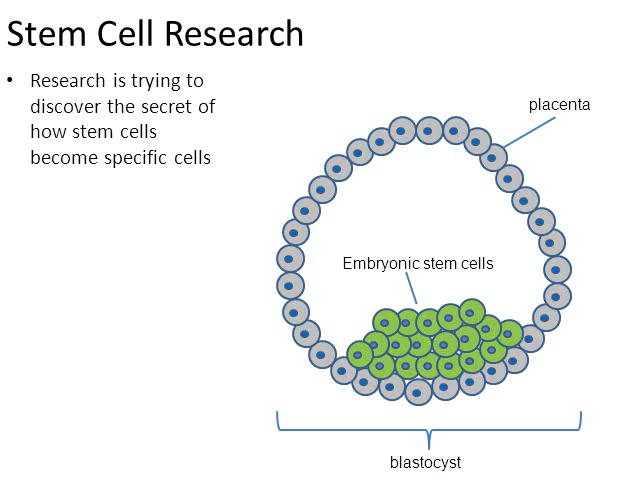 Stem Cell Research
• Research is trying to
discover the secret of
how stem cells
become specific cells
placenta
Embryonic stem cells
blastocyst